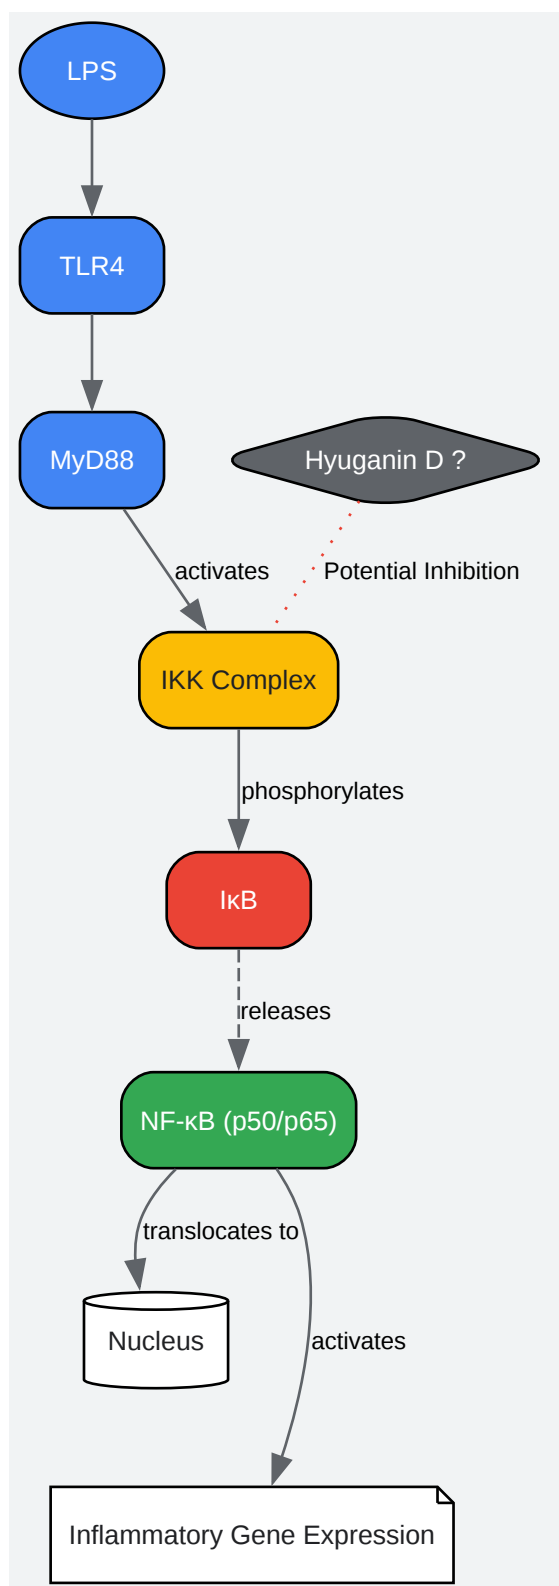 LPS
TLR4
MyD88
Hyuganin D ?
activates
Potential Inhibition
IKK Complex
phosphorylates
IκB
releases
NF-κB (p50/p65)
translocates to
Nucleus
activates
Inflammatory Gene Expression